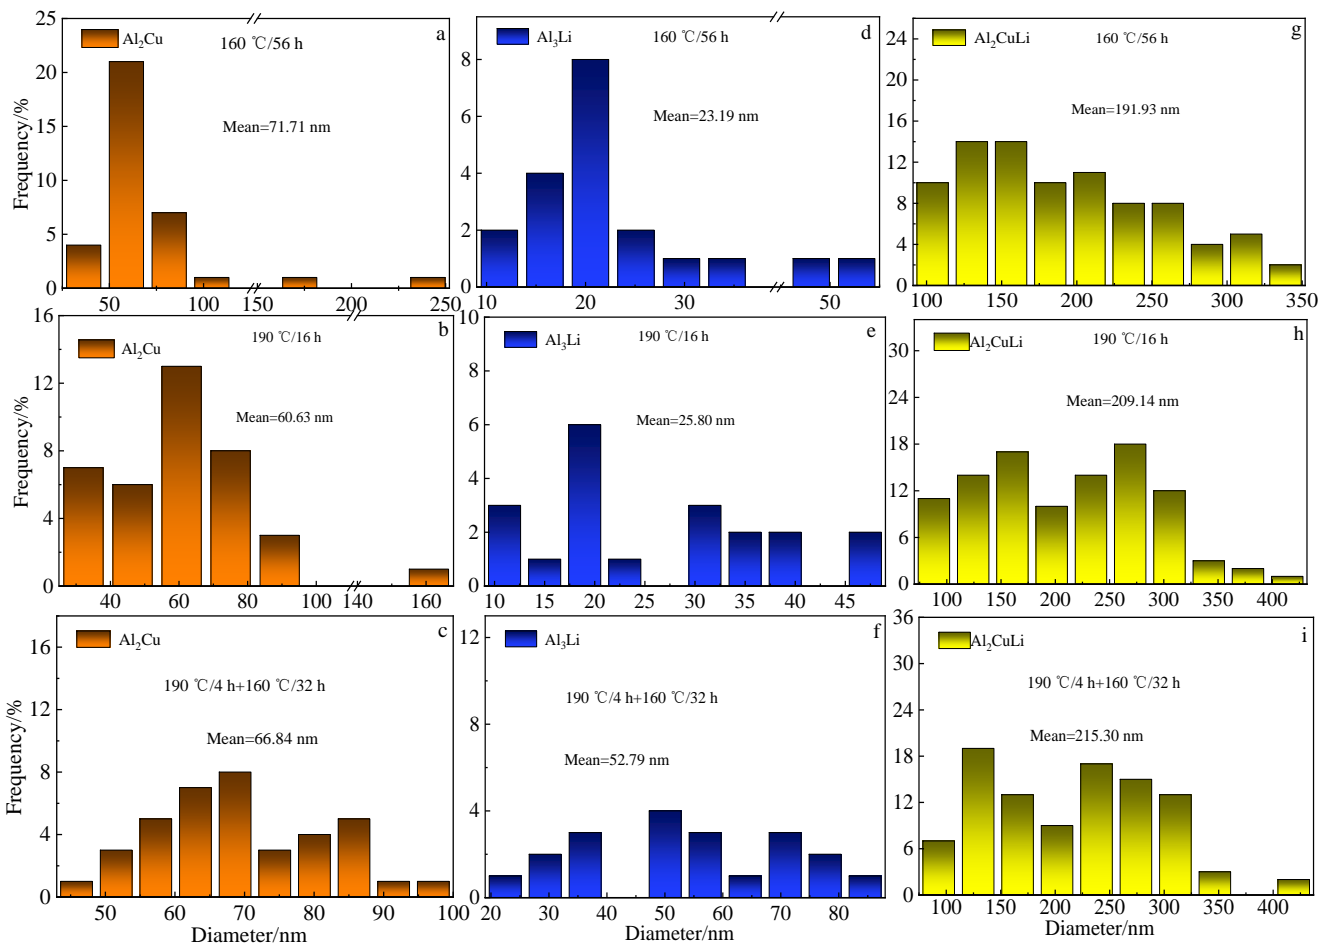 Al₂Cu
160 ℃/56 h
a
Mean=71.71 nm
Frequency/%
25
20
15
10
5
0
50 100 150 200 250
Al₃Li
160 ℃/56 h
d
Mean=23.19 nm
8
6
4
2
0
10 20 30 50
Al₂CuLi
160 ℃/56 h
g
Mean=191.93 nm
24
20
16
12
8
4
0
100 150 200 250 300 350
Al₂Cu
190 ℃/16 h
b
Mean=60.63 nm
Frequency/%
16
12
8
4
0
40 60 80 100 140 160
Al₃Li
190 ℃/16 h
e
Mean=25.80 nm
10
8
6
4
2
0
10 15 20 25 30 35 40 45
Al₂CuLi
190 ℃/16 h
h
Mean=209.14 nm
30
24
18
12
6
0
100 150 200 250 300 350 400
Al₂Cu
c
190 ℃/4 h+160 ℃/32 h
Mean=66.84 nm
Frequency/%
16
12
8
4
0
50 60 70 80 90 100
Diameter/nm
Al₃Li
f
190 ℃/4 h+160 ℃/32 h
Mean=52.79 nm
12
8
4
0
20 30 40 50 60 70 80
Diameter/nm
Al₂CuLi
i
190 ℃/4 h+160 ℃/32 h
Mean=215.30 nm
36
30
24
18
12
6
0
100 150 200 250 300 350 400
Diameter/nm